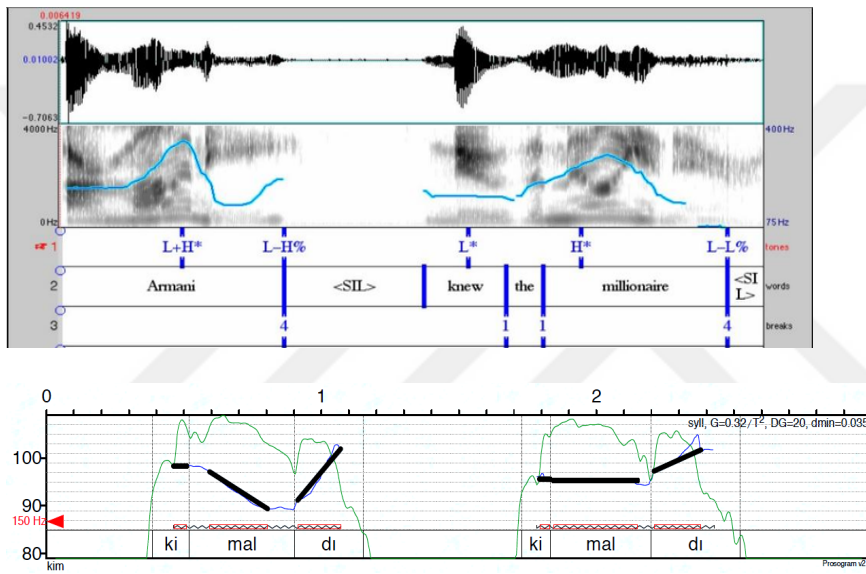 0.006419
0.4532
0.01002
−0.7063
4000 Hz 400 Hz
0 Hz 75 Hz
1 L+H* L−H% L* H* L−L% tones
2 Armani <SIL> knew the millionaire <SI L> words
3 4 1 1 4 breaks
0 1 2
syll, G=0.32/T², DG=20, dmin=0.035
100
90
150 Hz
80
ki mal dı ki mal dı
kim